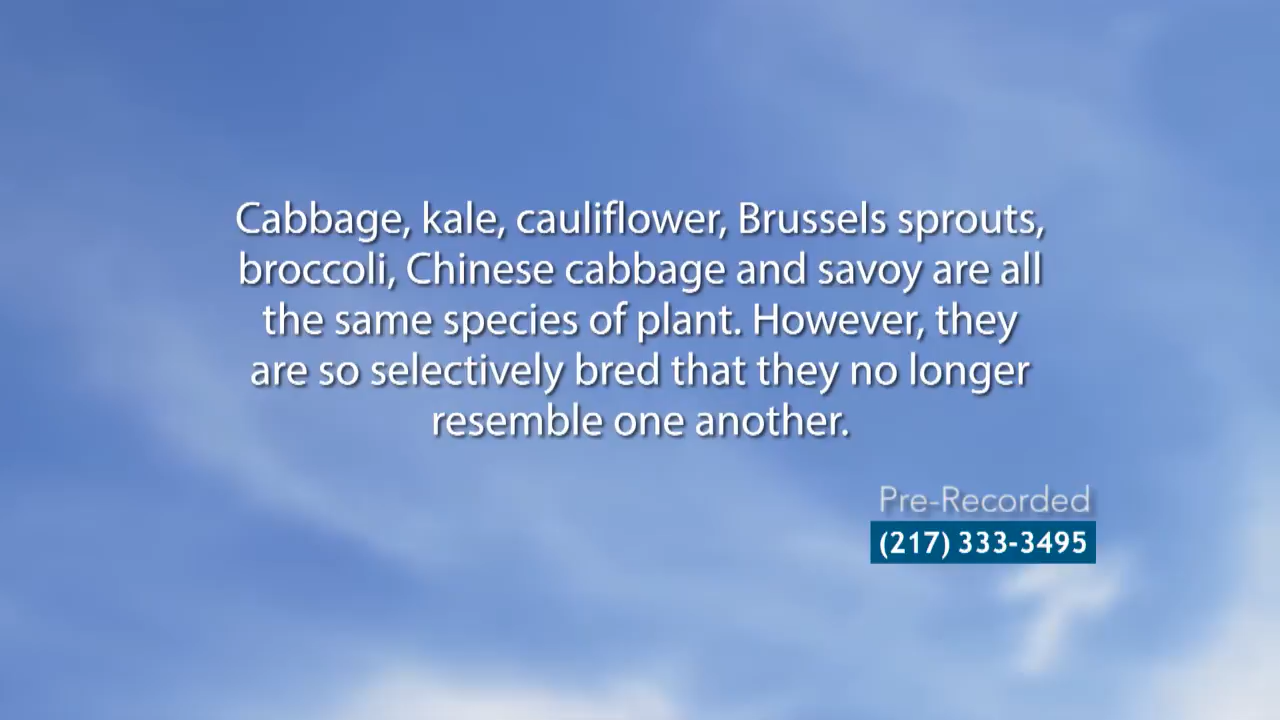 Cabbage, kale, cauliflower, Brussels sprouts,
broccoli, Chinese cabbage and savoy are all
the same species of plant. However, they
are so selectively bred that they no longer
resemble one another.
Pre-Recorded
(217) 333-3495